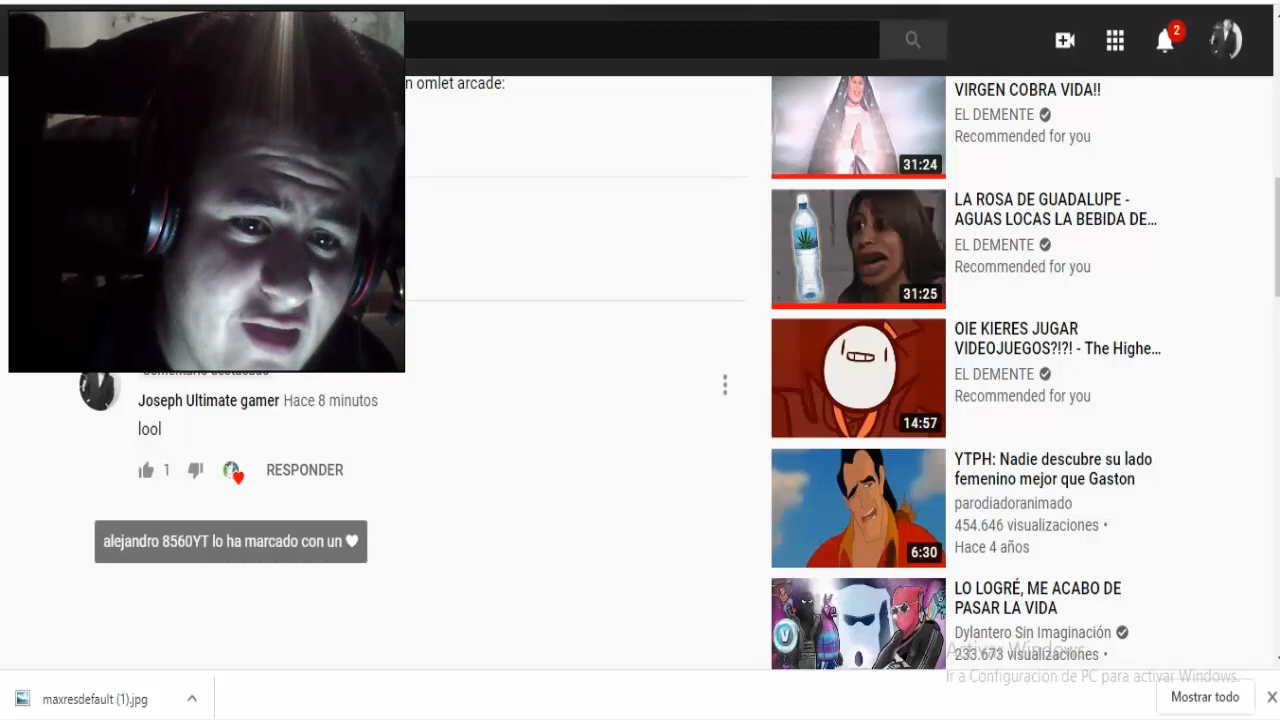 2
n omlet arcade:
Comentario destacado
Joseph Ultimate gamer Hace 8 minutos
lool
1 RESPONDER
alejandro 8560YT lo ha marcado con un
VIRGEN COBRA VIDA!!
EL DEMENTE
Recommended for you
31:24
LA ROSA DE GUADALUPE -
AGUAS LOCAS LA BEBIDA DE...
EL DEMENTE
Recommended for you
31:25
OIE KIERES JUGAR
VIDEOJUEGOS?!?! - The Highe...
EL DEMENTE
Recommended for you
14:57
YTPH: Nadie descubre su lado
femenino mejor que Gaston
parodiadoranimado
454.646 visualizaciones •
Hace 4 años
6:30
LO LOGRÉ, ME ACABO DE
PASAR LA VIDA
Dylantero Sin Imaginación
233.673 visualizaciones •
V
Activar Windows
Ir a Configuración de PC para activar Windows.
maxresdefault (1).jpg
Mostrar todo